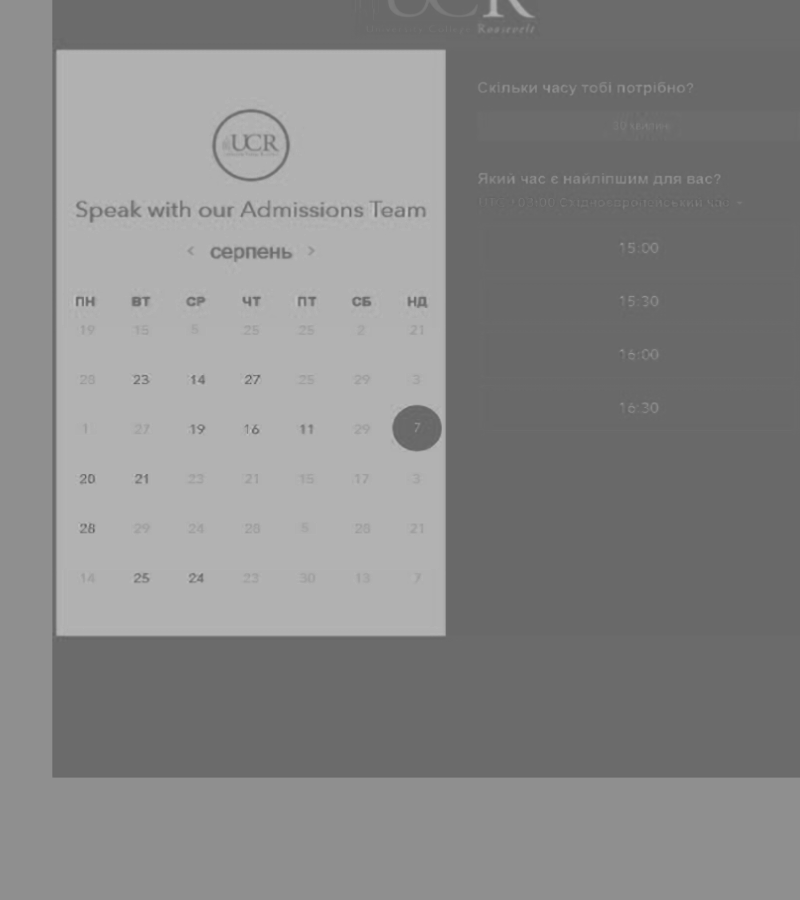 UCR
Roosevelt
UCR
Speak with our Admissions Team
< серпень >
ПН ВТ СР ЧТ ПТ СБ НД
19 15 5 25 25 2 21
28 23 14 27 25 29 3
1 27 19 16 11 29 7
20 21 23 21 15 17 3
28 29 24 28 5 28 21
14 25 24 23 30 13 7
Скільки часу тобі потрібно?
30 хвилин
Який час є найліпшим для вас?
15:00
15:30
16:00
16:30